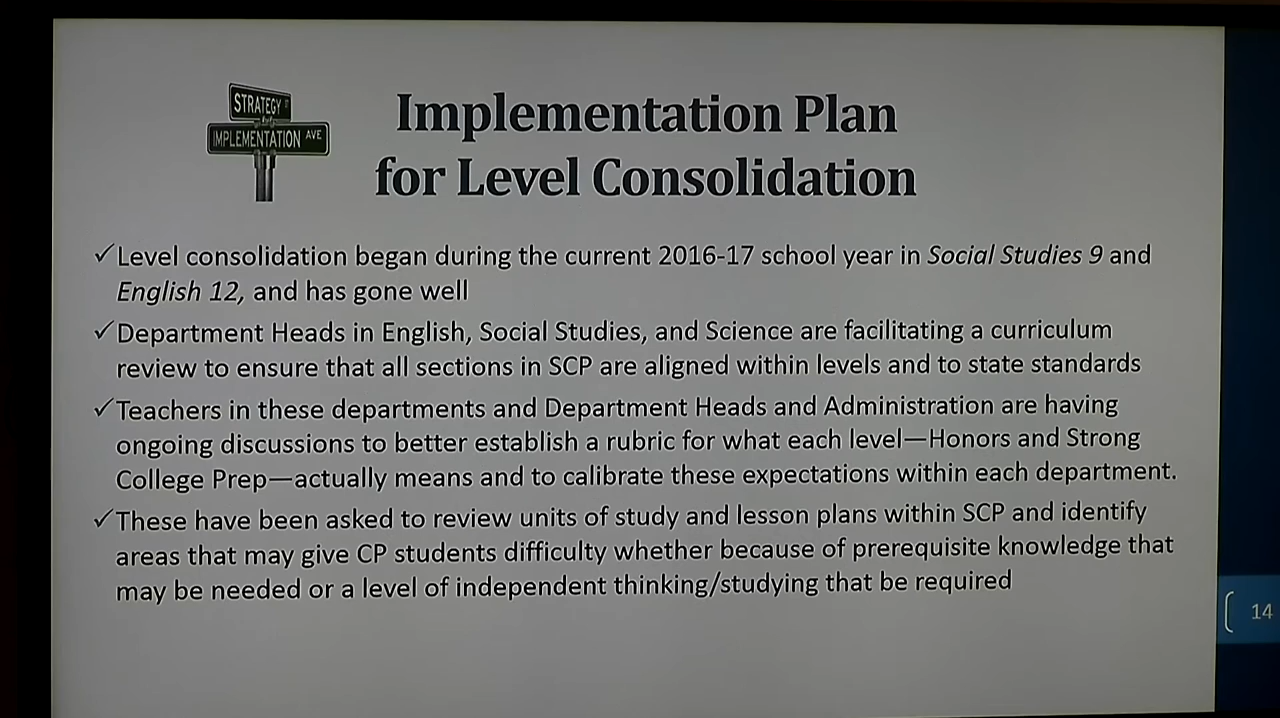 STRATEGY ST
IMPLEMENTATION AVE
Implementation Plan
for Level Consolidation
✓Level consolidation began during the current 2016-17 school year in Social Studies 9 and
English 12, and has gone well
✓Department Heads in English, Social Studies, and Science are facilitating a curriculum
review to ensure that all sections in SCP are aligned within levels and to state standards
✓Teachers in these departments and Department Heads and Administration are having
ongoing discussions to better establish a rubric for what each level—Honors and Strong
College Prep—actually means and to calibrate these expectations within each department.
✓These have been asked to review units of study and lesson plans within SCP and identify
areas that may give CP students difficulty whether because of prerequisite knowledge that
may be needed or a level of independent thinking/studying that be required
14